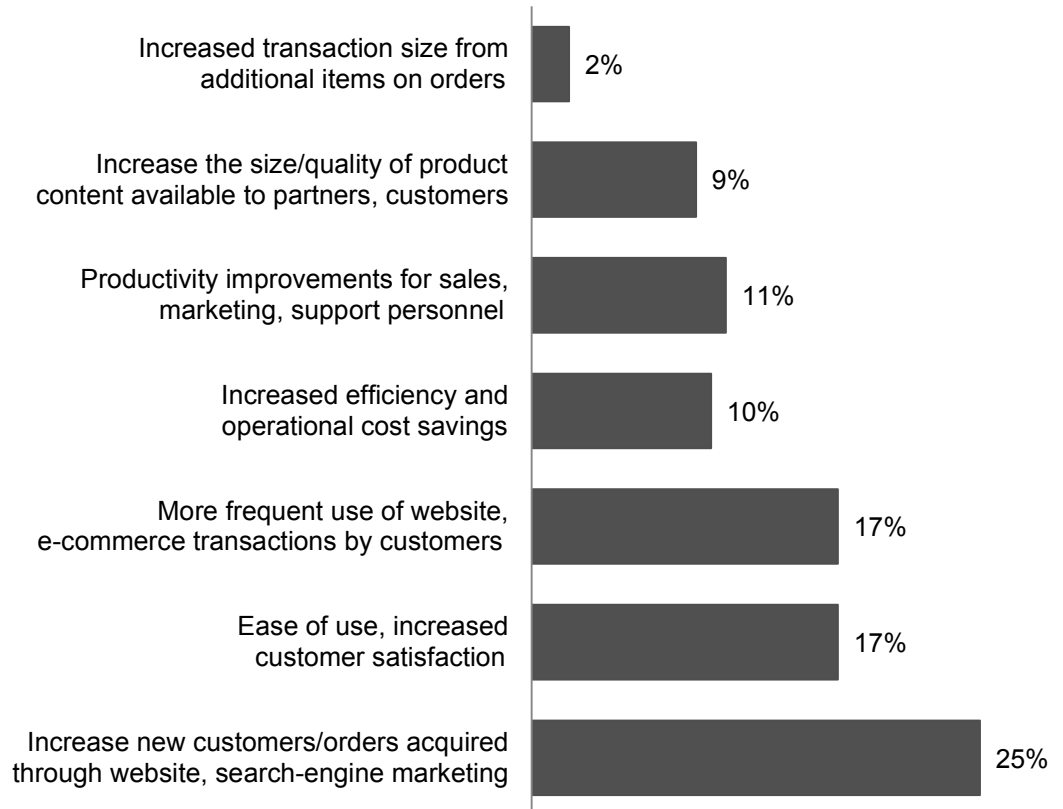 Increased transaction size from
additional items on orders
2%
Increase the size/quality of product
content available to partners, customers
9%
Productivity improvements for sales,
marketing, support personnel
11%
Increased efficiency and
operational cost savings
10%
More frequent use of website,
e-commerce transactions by customers
17%
Ease of use, increased
customer satisfaction
17%
Increase new customers/orders acquired
through website, search-engine marketing
25%